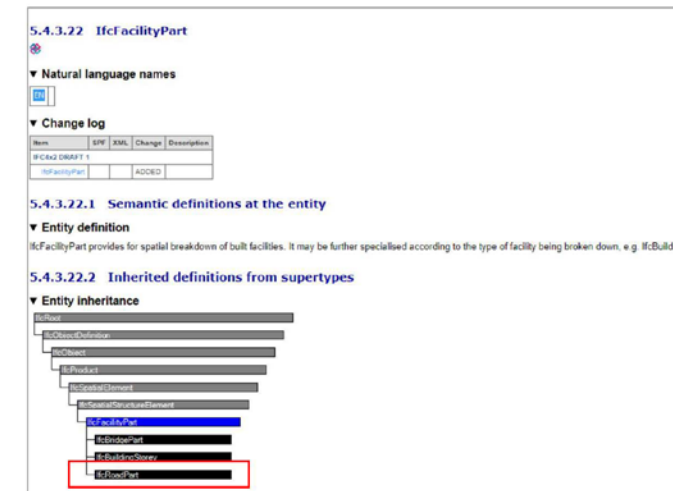 5.4.3.22 IfcFacilityPart
▼ Natural language names
EN
▼ Change log
Item SPF XML Change Description
IFC4x2 DRAFT 1
IfcFacilityPart ADDED
5.4.3.22.1 Semantic definitions at the entity
▼ Entity definition
IfcFacilityPart provides for spatial breakdown of built facilities. It may be further specialised according to the type of facility being broken down, e.g. IfcBuild
5.4.3.22.2 Inherited definitions from supertypes
▼ Entity inheritance
IfcRoot
IfcObjectDefinition
IfcObject
IfcProduct
IfcSpatialElement
IfcSpatialStructureElement
IfcFacilityPart
IfcBridgePart
IfcBuildingStorey
IfcRoadPart